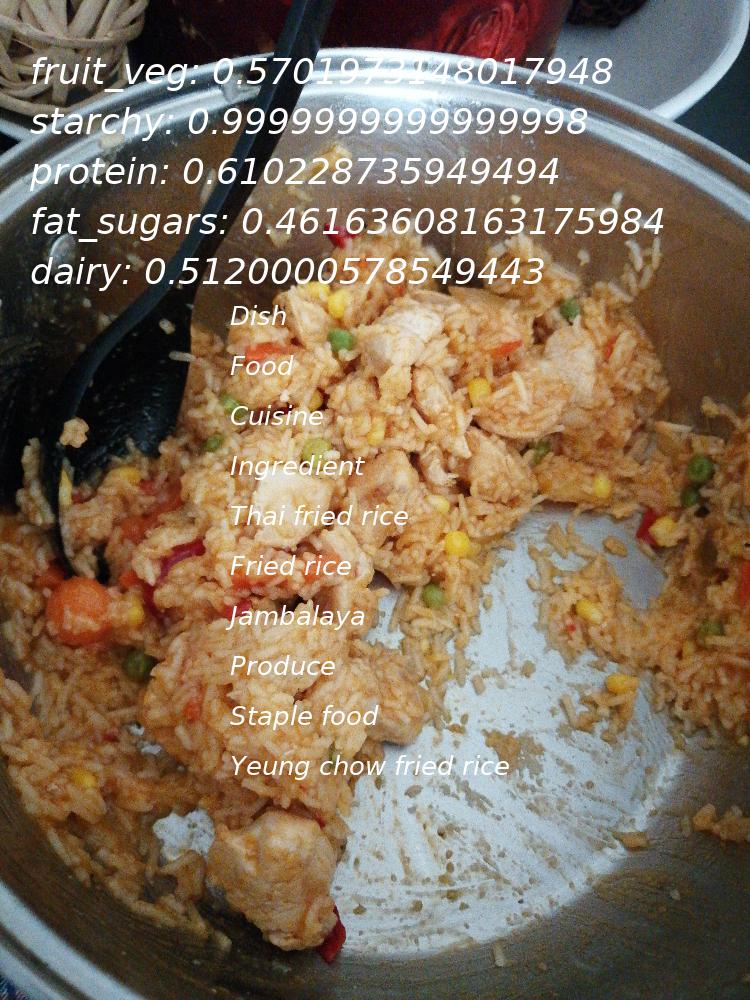 fruit_veg: 0.5701973148017948
starchy: 0.9999999999999998
protein: 0.610228735949494
fat_sugars: 0.46163608163175984
dairy: 0.5120000578549443
Dish
Food
Cuisine
Ingredient
Thai fried rice
Fried rice
Jambalaya
Produce
Staple food
Yeung chow fried rice